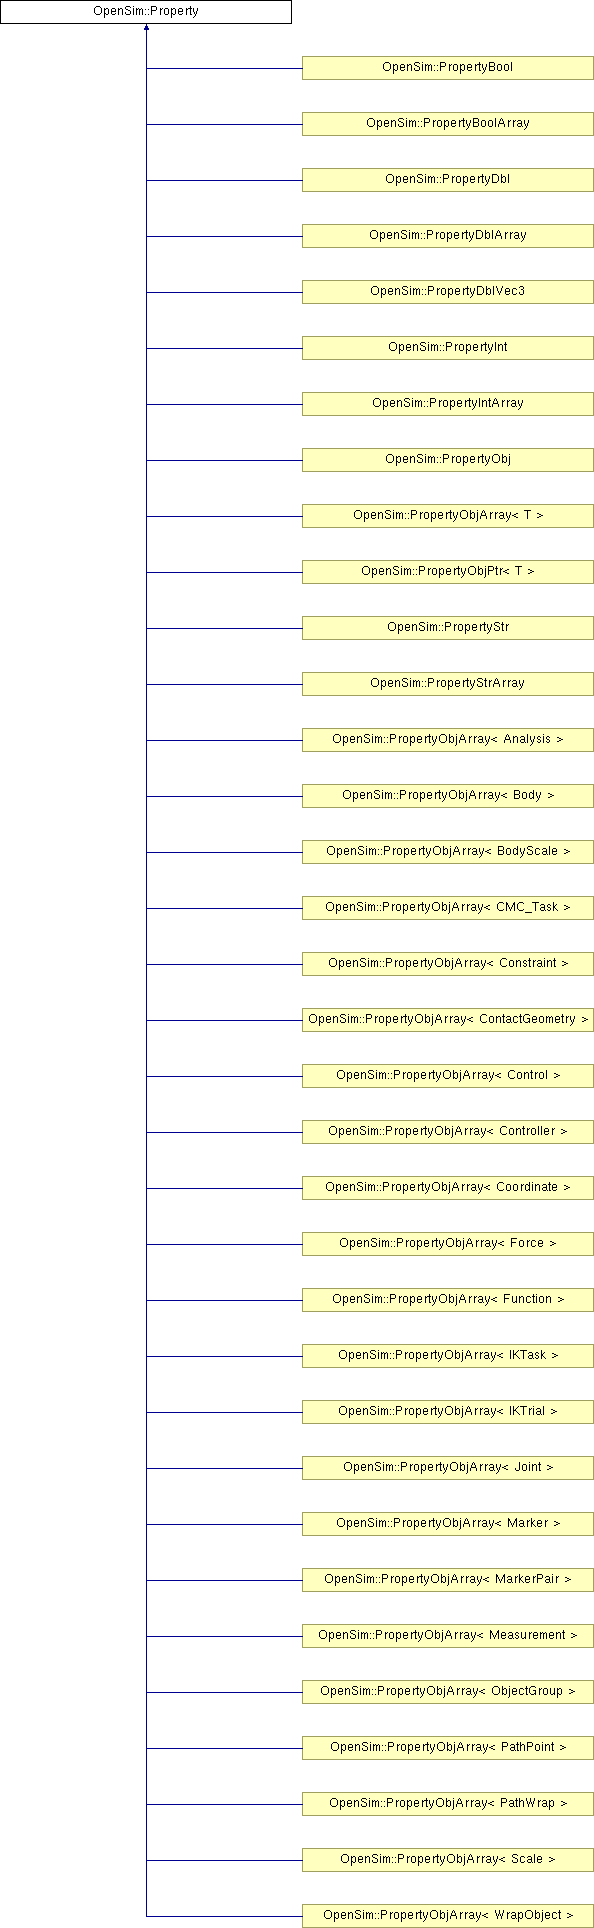 OpenSim::Property
OpenSim::PropertyBool
OpenSim::PropertyBoolArray
OpenSim::PropertyDbl
OpenSim::PropertyDblArray
OpenSim::PropertyDblVec3
OpenSim::PropertyInt
OpenSim::PropertyIntArray
OpenSim::PropertyObj
OpenSim::PropertyObjArray< T >
OpenSim::PropertyObjPtr< T >
OpenSim::PropertyStr
OpenSim::PropertyStrArray
OpenSim::PropertyObjArray< Analysis >
OpenSim::PropertyObjArray< Body >
OpenSim::PropertyObjArray< BodyScale >
OpenSim::PropertyObjArray< CMC_Task >
OpenSim::PropertyObjArray< Constraint >
OpenSim::PropertyObjArray< ContactGeometry >
OpenSim::PropertyObjArray< Control >
OpenSim::PropertyObjArray< Controller >
OpenSim::PropertyObjArray< Coordinate >
OpenSim::PropertyObjArray< Force >
OpenSim::PropertyObjArray< Function >
OpenSim::PropertyObjArray< IKTask >
OpenSim::PropertyObjArray< IKTrial >
OpenSim::PropertyObjArray< Joint >
OpenSim::PropertyObjArray< Marker >
OpenSim::PropertyObjArray< MarkerPair >
OpenSim::PropertyObjArray< Measurement >
OpenSim::PropertyObjArray< ObjectGroup >
OpenSim::PropertyObjArray< PathPoint >
OpenSim::PropertyObjArray< PathWrap >
OpenSim::PropertyObjArray< Scale >
OpenSim::PropertyObjArray< WrapObject >